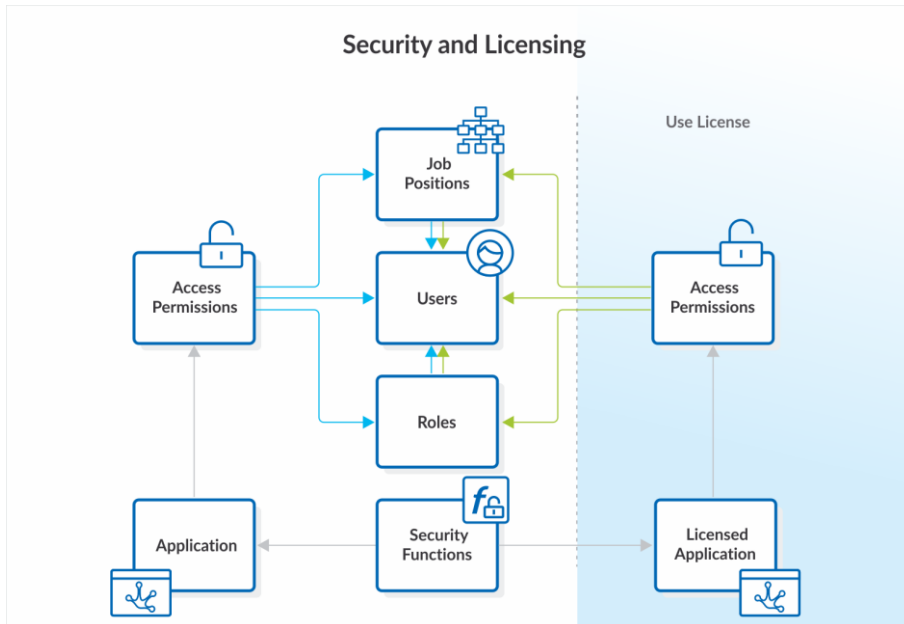 Security and Licensing
Use License
Job
Positions
Access
Permissions
Users
Access
Permissions
Roles
Application
Security
Functions
Licensed
Application
f